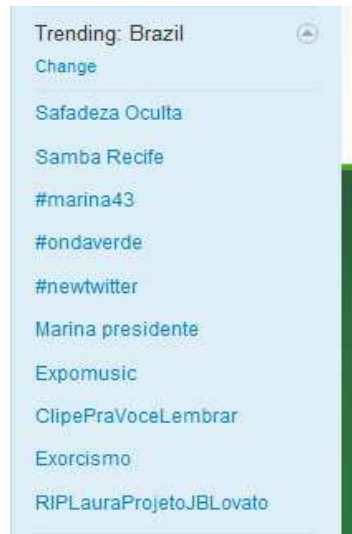 Trending: Brazil
Change
Safadeza Oculta
Samba Recife
#marina43
#ondaverde
#newtwitter
Marina presidente
Expomusic
ClipePraVoceLembrar
Exorcismo
RIPLauraProjetoJBLovato